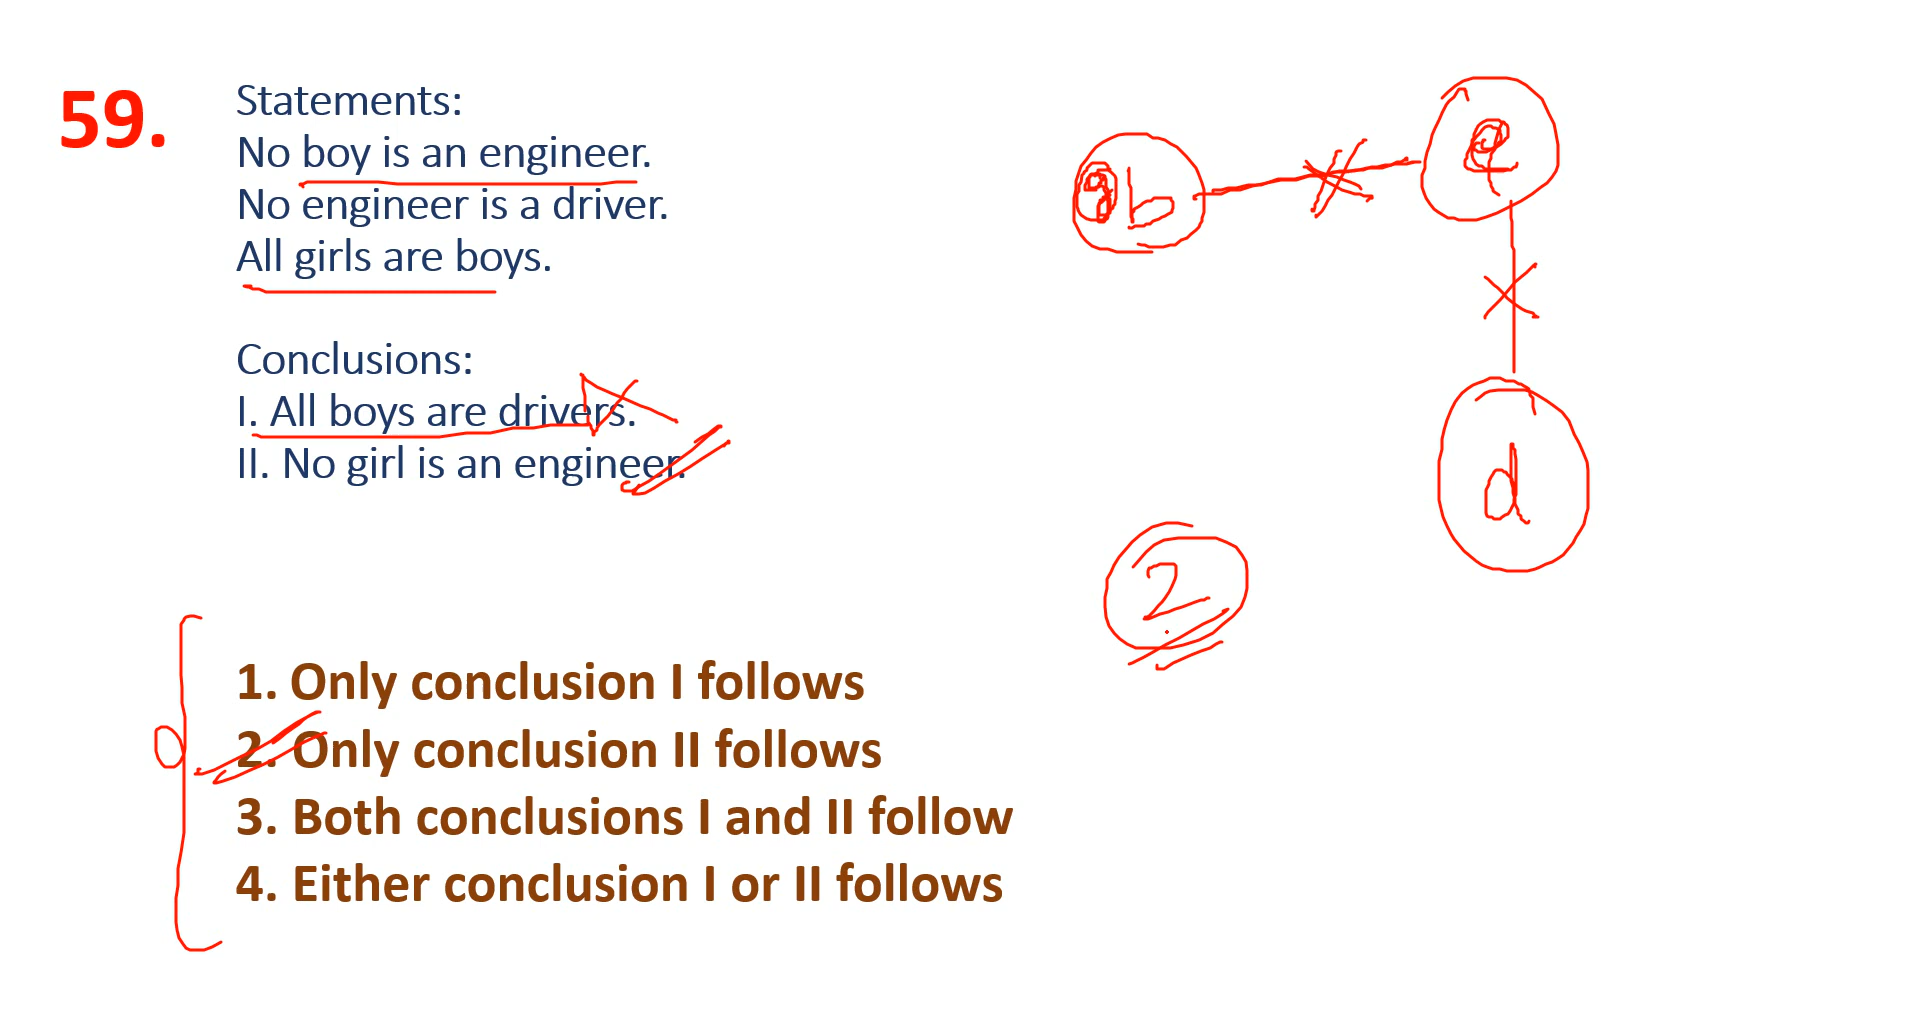 59.
Statements:
No boy is an engineer.
No engineer is a driver.
All girls are boys.
Conclusions:
I. All boys are drivers.
II. No girl is an engineer.
1. Only conclusion I follows
2. Only conclusion II follows
3. Both conclusions I and II follow
4. Either conclusion I or II follows
g b
e
d
2